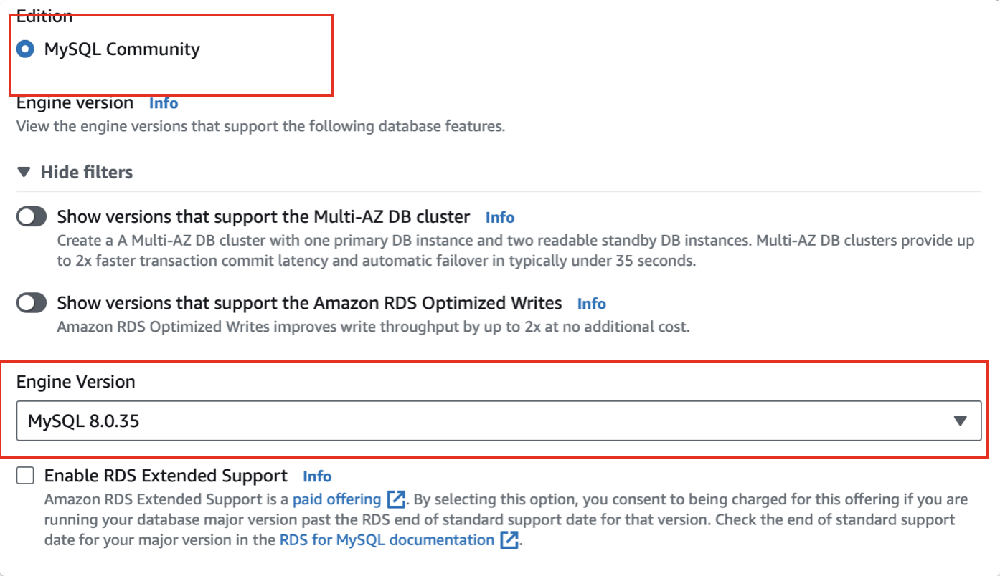 Edition
MySQL Community
Engine version Info
View the engine versions that support the following database features.
Hide filters
Show versions that support the Multi-AZ DB cluster Info
Create a A Multi-AZ DB cluster with one primary DB instance and two readable standby DB instances. Multi-AZ DB clusters provide up
to 2x faster transaction commit latency and automatic failover in typically under 35 seconds.
Show versions that support the Amazon RDS Optimized Writes Info
Amazon RDS Optimized Writes improves write throughput by up to 2x at no additional cost.
Engine Version
MySQL 8.0.35
Enable RDS Extended Support Info
Amazon RDS Extended Support is a paid offering. By selecting this option, you consent to being charged for this offering if you are
running your database major version past the RDS end of standard support date for that version. Check the end of standard support
date for your major version in the RDS for MySQL documentation.